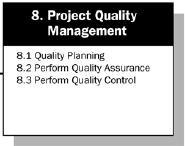 8. Project Quality
Management
8.1 Quality Planning
8.2 Perform Quality Assurance
8.3 Perform Quality Control